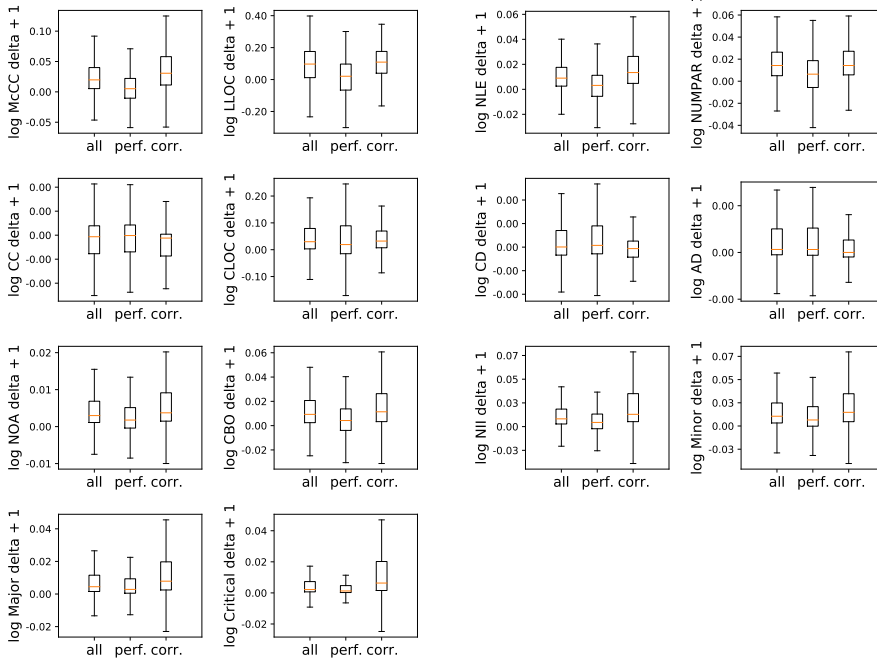 log McCC delta + 1
0.10
0.05
0.00
-0.05
all perf. corr.
log LLOC delta + 1
0.40
0.20
0.00
-0.20
all perf. corr.
log NLE delta + 1
0.06
0.04
0.02
0.00
-0.02
all perf. corr.
log NUMPAR delta +
0.06
0.04
0.02
0.00
-0.02
-0.04
all perf. corr.
log CC delta + 1
0.00
0.00
-0.00
-0.00
all perf. corr.
log CLOC delta + 1
0.20
0.10
0.00
-0.10
all perf. corr.
log CD delta + 1
0.00
0.00
-0.00
-0.00
all perf. corr.
log AD delta + 1
0.00
0.00
-0.00
all perf. corr.
log NOA delta + 1
0.02
0.01
0.00
-0.01
all perf. corr.
log CBO delta + 1
0.06
0.04
0.02
0.00
-0.02
all perf. corr.
log NII delta + 1
0.07
0.05
0.03
0.00
-0.03
all perf. corr.
log Minor delta + 1
0.07
0.05
0.03
0.00
-0.03
all perf. corr.
log Major delta + 1
0.04
0.02
0.00
-0.02
all perf. corr.
log Critical delta + 1
0.04
0.02
0.00
-0.02
all perf. corr.